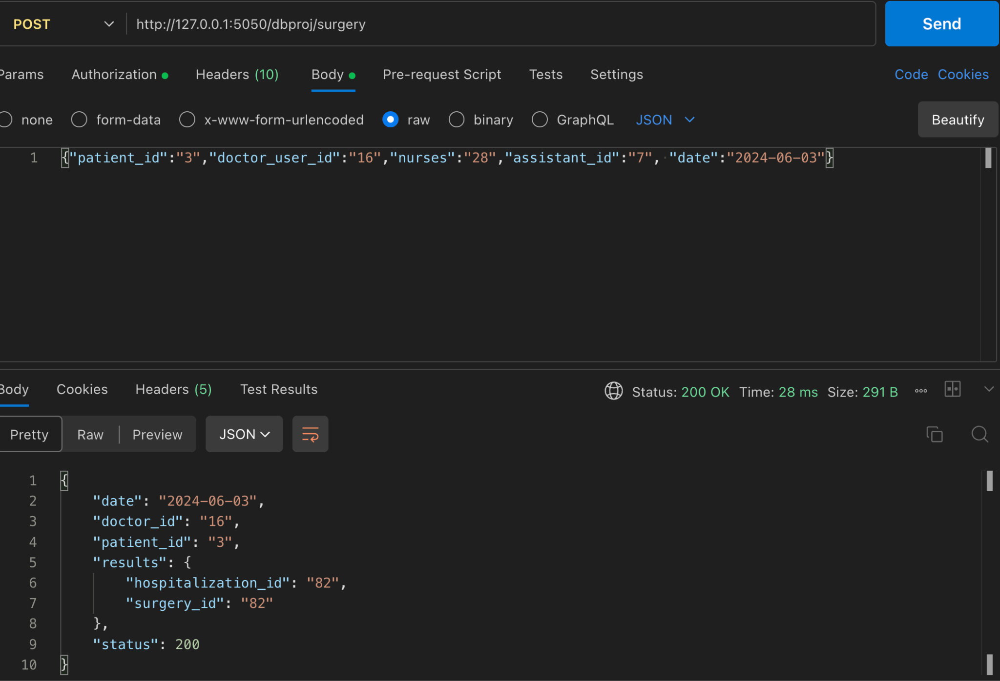 POST http://127.0.0.1:5050/dbproj/surgery Send
Params Authorization Headers (10) Body Pre-request Script Tests Settings Code Cookies
none form-data x-www-form-urlencoded raw binary GraphQL JSON Beautify
1 {"patient_id":"3","doctor_user_id":"16","nurses":"28","assistant_id":"7", "date":"2024-06-03"}
Body Cookies Headers (5) Test Results Status: 200 OK Time: 28 ms Size: 291 B
Pretty Raw Preview JSON
1 {
2 "date": "2024-06-03",
3 "doctor_id": "16",
4 "patient_id": "3",
5 "results": {
6 "hospitalization_id": "82",
7 "surgery_id": "82"
8 },
9 "status": 200
10 }